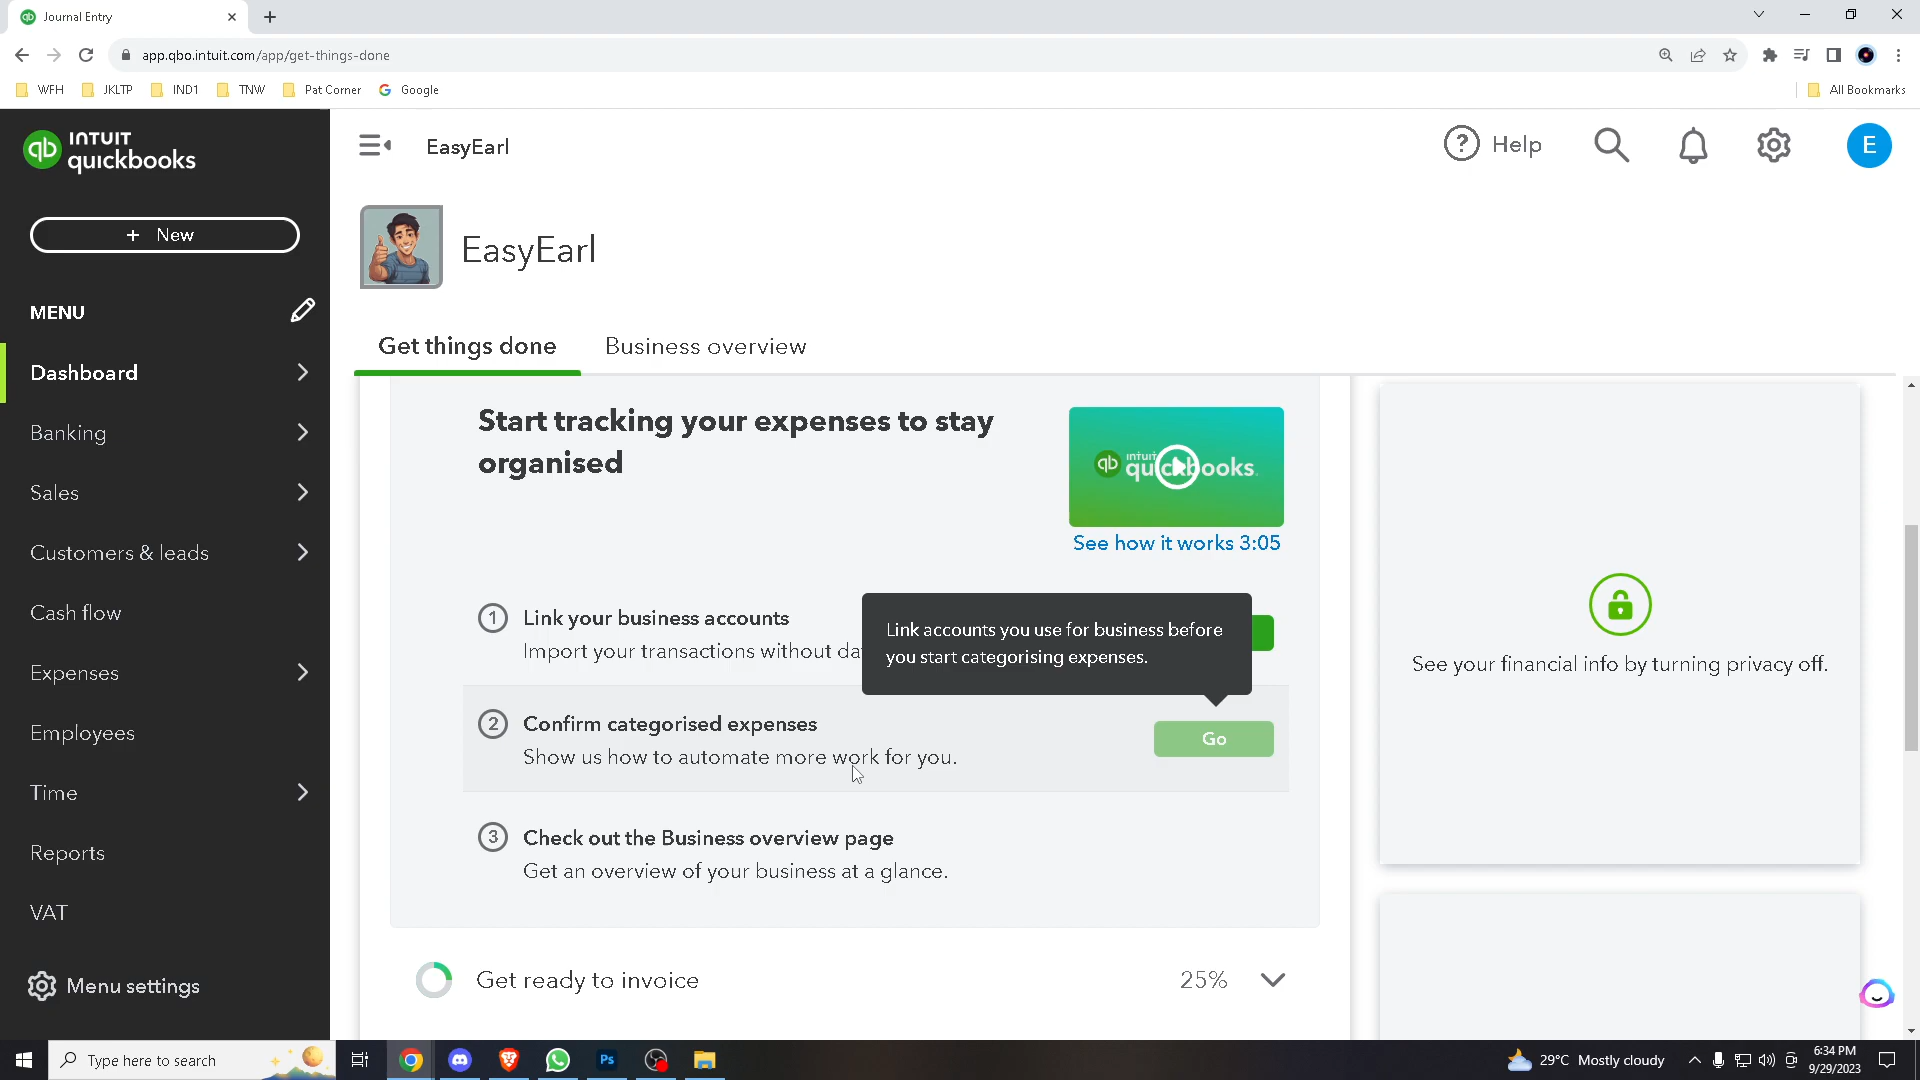 Journal Entry
app.qbo.intuit.com/app/get-things-done
WFH
JKLTP
IND1
TNW
Pat Corner
Google
All Bookmarks
qb INTUIT quickbooks
EasyEarl
? Help
E
+ New
EasyEarl
MENU
Get things done
Business overview
Dashboard
Banking
Sales
Customers & leads
Cash flow
Expenses
Employees
Time
Reports
VAT
Menu settings
Start tracking your expenses to stay
organised
qb intuit quickbooks.
See how it works 3:05
1 Link your business accounts
Import your transactions without da
Link accounts you use for business before
you start categorising expenses.
2 Confirm categorised expenses
Show us how to automate more work for you.
Go
3 Check out the Business overview page
Get an overview of your business at a glance.
Get ready to invoice
25%
See your financial info by turning privacy off.
Type here to search
Ps
29°C Mostly cloudy
6:34 PM
9/29/2023